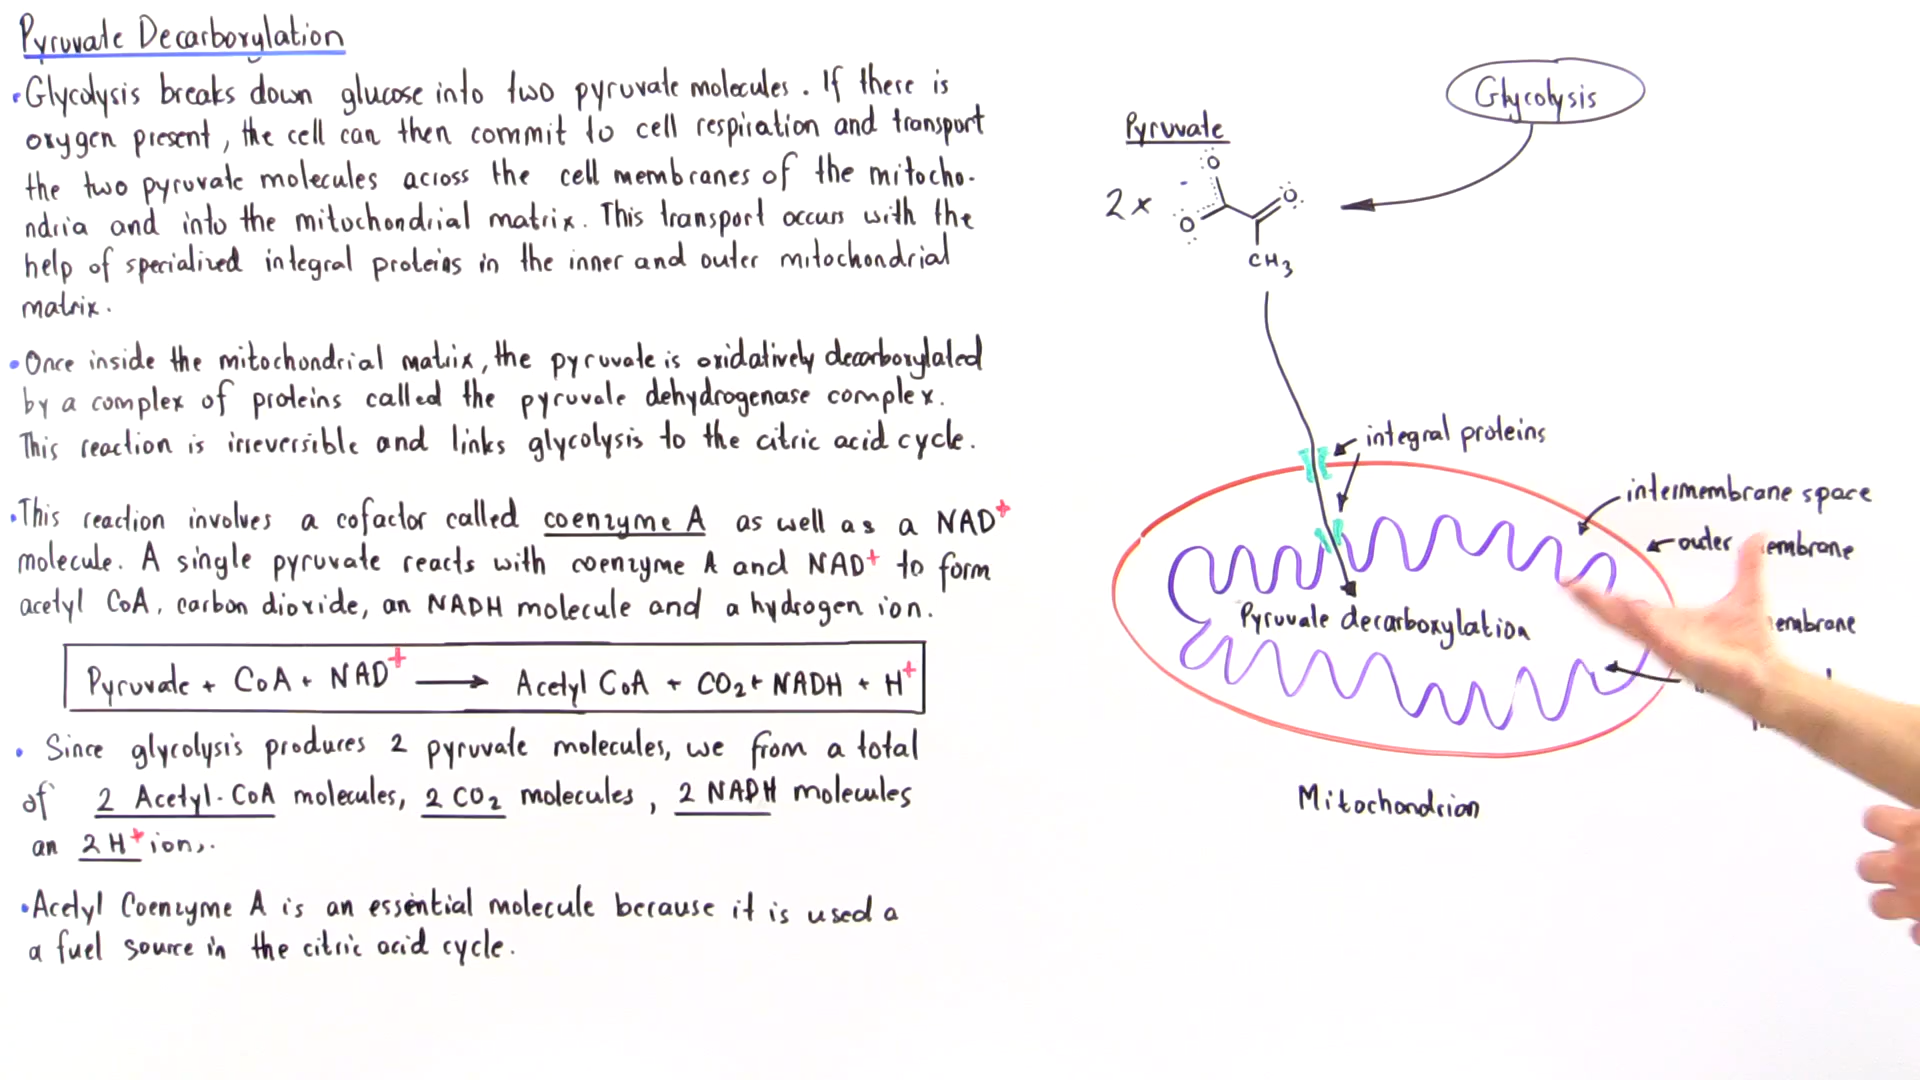 Pyruvate Decarboxylation
•Glycolysis breaks down glucose into two pyruvate molecules. If there is
oxygen present, the cell can then commit to cell respiration and transport
the two pyruvate molecules across the cell membranes of the mitocho-
ndria and into the mitochondrial matrix. This transport occurs with the
help of specialized integral proteins in the inner and outer mitochondrial
matrix.
•Once inside the mitochondrial matrix, the pyruvate is oxidatively decarboxylated
by a complex of proteins called the pyruvate dehydrogenase complex.
This reaction is irreversible and links glycolysis to the citric acid cycle.
•This reaction involves a cofactor called coenzyme A as well as a NAD+
molecule. A single pyruvate reacts with coenzyme A and NAD+ to form
acetyl CoA, carbon dioxide, an NADH molecule and a hydrogen ion.
Pyruvate + CoA + NAD+ ⟶ Acetyl CoA + CO2 + NADH + H+
• Since glycolysis produces 2 pyruvate molecules, we from a total
of 2 Acetyl-CoA molecules, 2 CO2 molecules, 2 NADH molecules
an 2 H+ ions.
•Acetyl Coenzyme A is an essential molecule because it is used a
a fuel source in the citric acid cycle.
Glycolysis
Pyruvate
2x
O
O
O
CH3
integral proteins
intermembrane space
outer embrane
embrane
Pyruvate decarboxylation
Mitochondrion